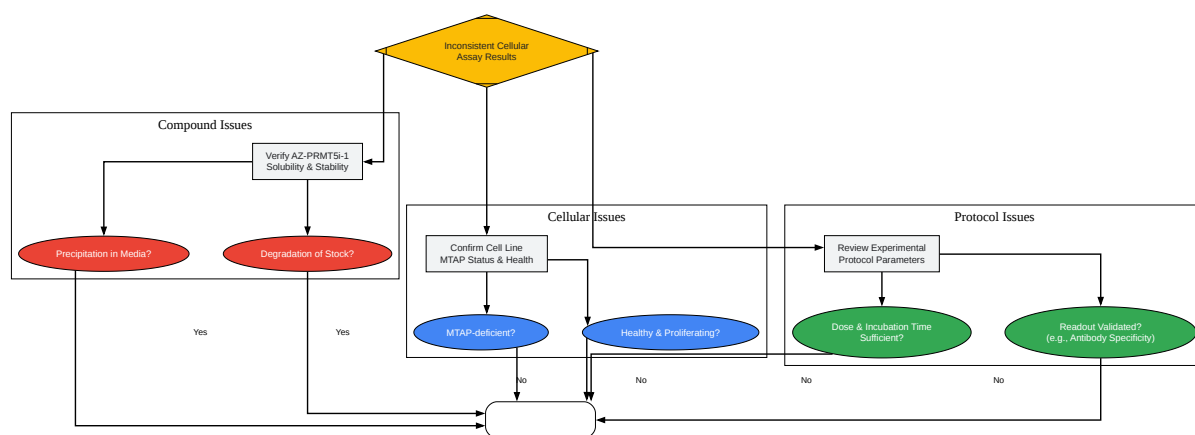 Inconsistent Cellular
Assay Results
Compound Issues
Verify AZ-PRMT5i-1
Solubility & Stability
Precipitation in Media?
Degradation of Stock?
Cellular Issues
Confirm Cell Line
MTAP Status & Health
MTAP-deficient?
Healthy & Proliferating?
Protocol Issues
Review Experimental
Protocol Parameters
Dose & Incubation Time
Sufficient?
Readout Validated?
(e.g., Antibody Specificity)
Yes
Yes
No
No
No
No